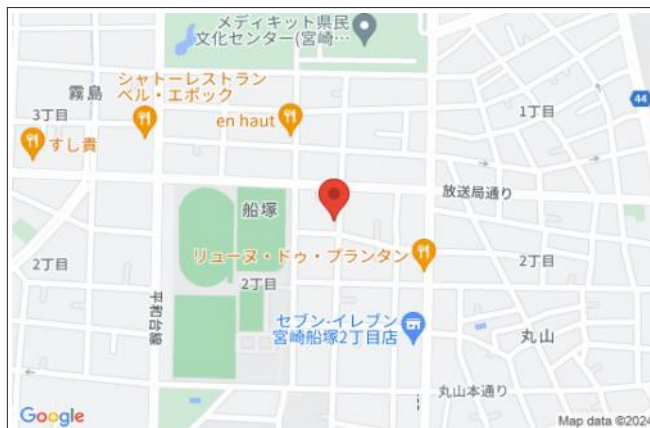 メディキット県民
文化センター(宮崎…
シャトーレストラン
ベル・エポック
霧島
3丁目
en haut
すし貴
1丁目
44
放送局通り
船塚
リューヌ・ドゥ・プランタン
2丁目
2丁目
2丁目
平和台線
セブン-イレブン
宮崎船塚2丁目店
丸山
丸山本通り
Google
Map data ©2024